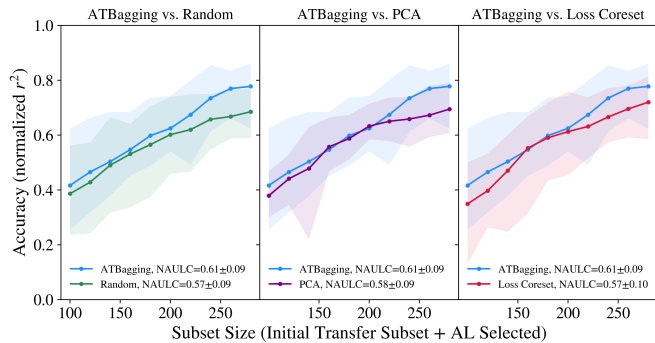 ATBagging vs. Random
ATBagging vs. PCA
ATBagging vs. Loss Coreset
Accuracy (normalized r²)
1.0
0.8
0.6
0.4
0.2
0.0
ATBagging, NAULC=0.61±0.09
Random, NAULC=0.57±0.09
ATBagging, NAULC=0.61±0.09
PCA, NAULC=0.58±0.09
ATBagging, NAULC=0.61±0.09
Loss Coreset, NAULC=0.57±0.10
100 150 200 250
150 200 250
150 200 250
Subset Size (Initial Transfer Subset + AL Selected)